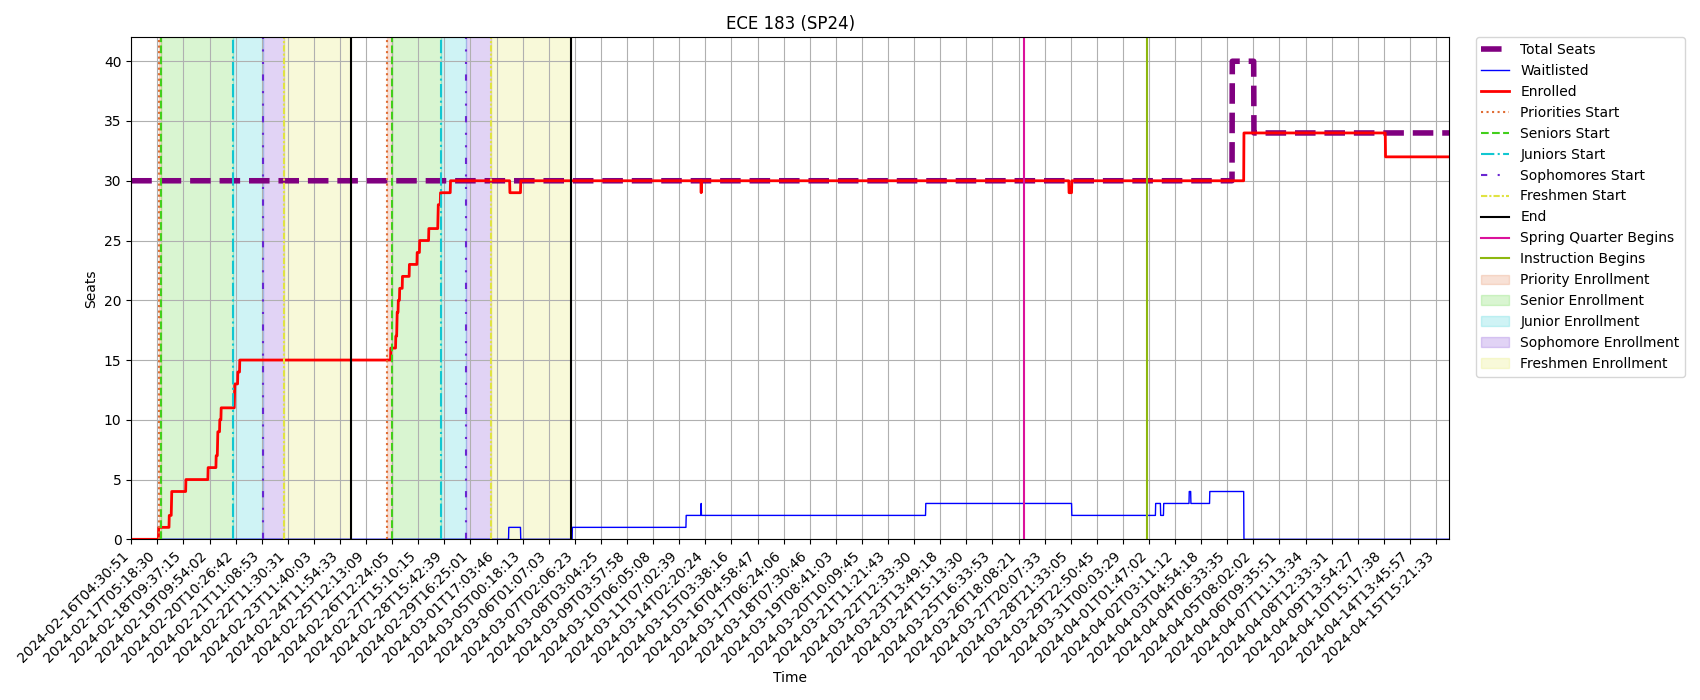 ECE 183 (SP24)
40
35
30
25
20
15
10
5
0
Seats
2024-02-16T04:30:51
2024-02-17T05:18:30
2024-02-18T09:37:15
2024-02-19T09:54:02
2024-02-20T10:26:42
2024-02-21T11:08:53
2024-02-22T11:30:31
2024-02-23T11:40:03
2024-02-24T11:54:33
2024-02-25T12:13:09
2024-02-26T12:24:05
2024-02-27T15:10:15
2024-02-28T15:42:39
2024-02-29T16:25:01
2024-03-01T17:03:46
2024-03-05T00:18:13
2024-03-06T01:07:03
2024-03-07T02:06:23
2024-03-08T03:04:25
2024-03-09T03:57:58
2024-03-10T06:05:08
2024-03-11T07:02:39
2024-03-14T02:20:24
2024-03-15T03:38:16
2024-03-16T04:58:47
2024-03-17T06:24:06
2024-03-18T07:30:46
2024-03-19T08:41:03
2024-03-20T10:09:45
2024-03-21T11:21:43
2024-03-22T12:33:30
2024-03-23T13:49:18
2024-03-24T15:13:30
2024-03-25T16:33:53
2024-03-26T18:08:21
2024-03-27T20:07:33
2024-03-28T21:33:05
2024-03-29T22:50:45
2024-03-31T00:03:29
2024-04-01T01:47:02
2024-04-02T03:11:12
2024-04-03T04:54:18
2024-04-04T06:33:35
2024-04-05T08:02:02
2024-04-06T09:35:51
2024-04-07T11:13:34
2024-04-08T12:33:31
2024-04-09T13:54:27
2024-04-10T15:17:38
2024-04-14T13:45:57
2024-04-15T15:21:33
Time
Total Seats
Waitlisted
Enrolled
Priorities Start
Seniors Start
Juniors Start
Sophomores Start
Freshmen Start
End
Spring Quarter Begins
Instruction Begins
Priority Enrollment
Senior Enrollment
Junior Enrollment
Sophomore Enrollment
Freshmen Enrollment